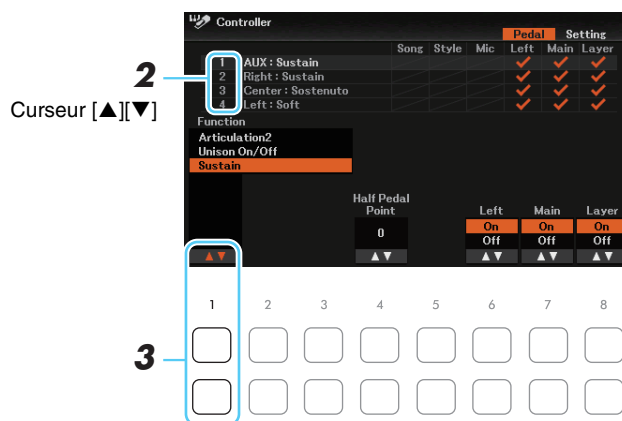 Controller
Pedal Setting
Song Style Mic Left Main Layer
1 AUX : Sustain
2 Right : Sustain
3 Center : Sostenuto
4 Left : Soft
2
Curseur [▲][▼]
Function
Articulation2
Unison On/Off
Sustain
Half Pedal
Point
0
▲▼
Left Main Layer
On On On
Off Off Off
▲▼ ▲▼ ▲▼
▲▼
1 2 3 4 5 6 7 8
3